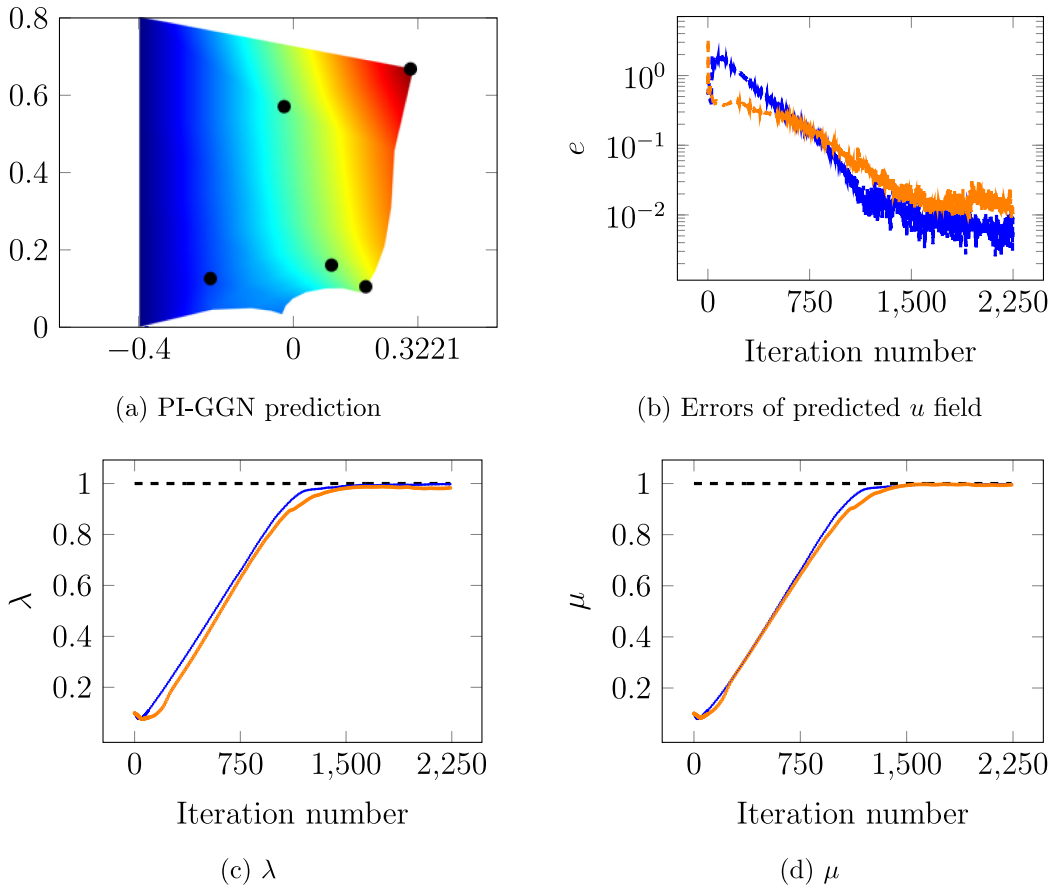 0.8
0.6
0.4
0.2
0
−0.4 0 0.3221
(a) PI-GGN prediction
e
10^0
10^−1
10^−2
0 750 1,500 2,250
Iteration number
(b) Errors of predicted u field
λ
1
0.8
0.6
0.4
0.2
0 750 1,500 2,250
Iteration number
(c) λ
μ
1
0.8
0.6
0.4
0.2
0 750 1,500 2,250
Iteration number
(d) μ